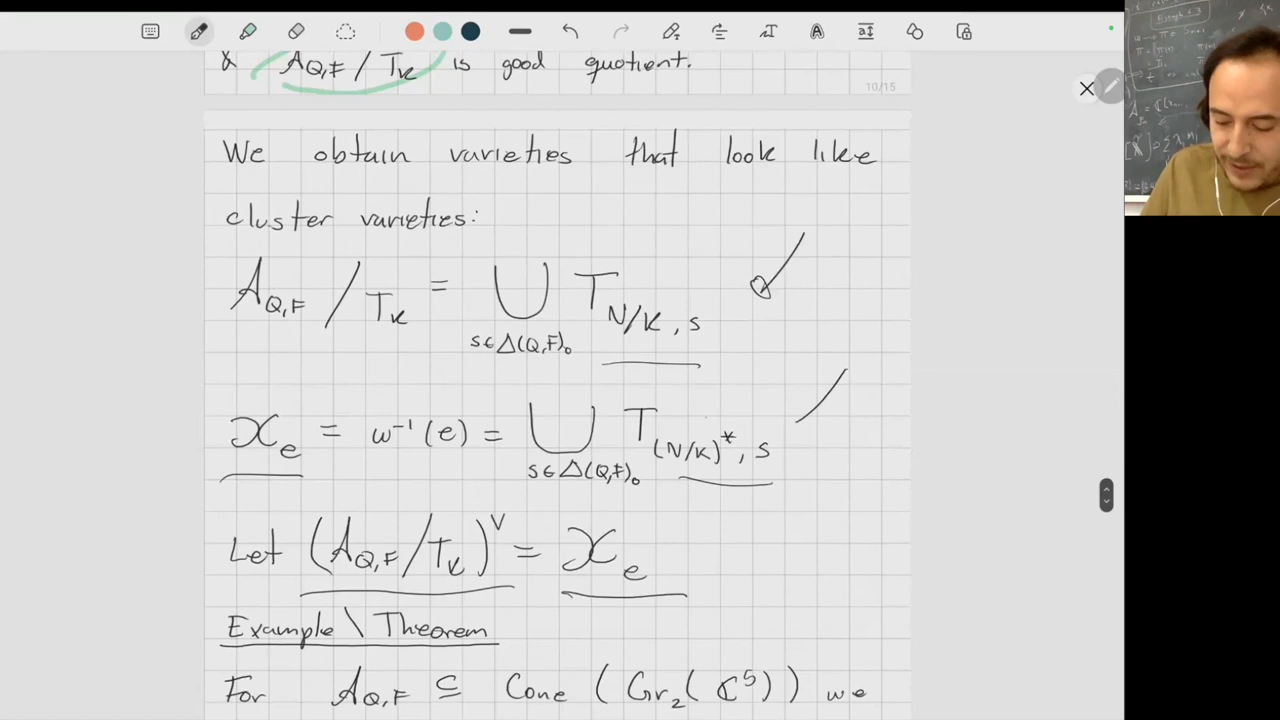 & A_{Q,F} / T_K is good quotient.
10/15
We obtain varieties that look like
cluster varieties:
A_{Q,F} / T_K = ⋃_{s∈Δ(Q,F)_0} T_{N/K, s}
𝒳_e = w⁻¹(e) = ⋃_{s∈Δ(Q,F)_0} T_{(N/K)*, s}
Let (A_{Q,F}/T_K)^∨ = 𝒳_e
Example \ Theorem
For A_{Q,F} ⊆ Cone (Gr_2(ℂ^5)) we